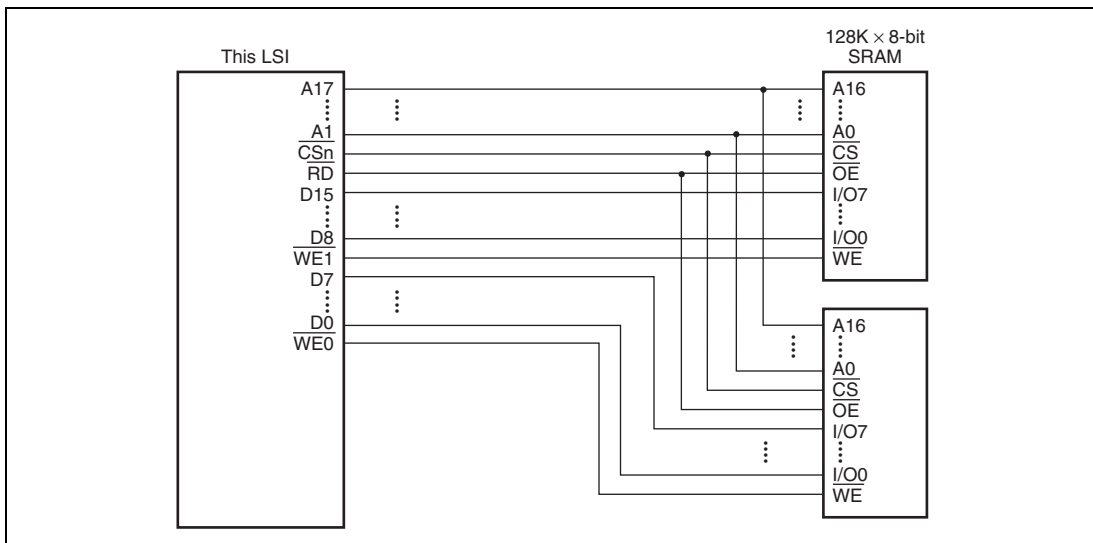 This LSI
A17
A1
CSn
RD
D15
D8
WE1
D7
D0
WE0
128K × 8-bit
SRAM
A16
A0
CS
OE
I/O7
I/O0
WE
A16
A0
CS
OE
I/O7
I/O0
WE